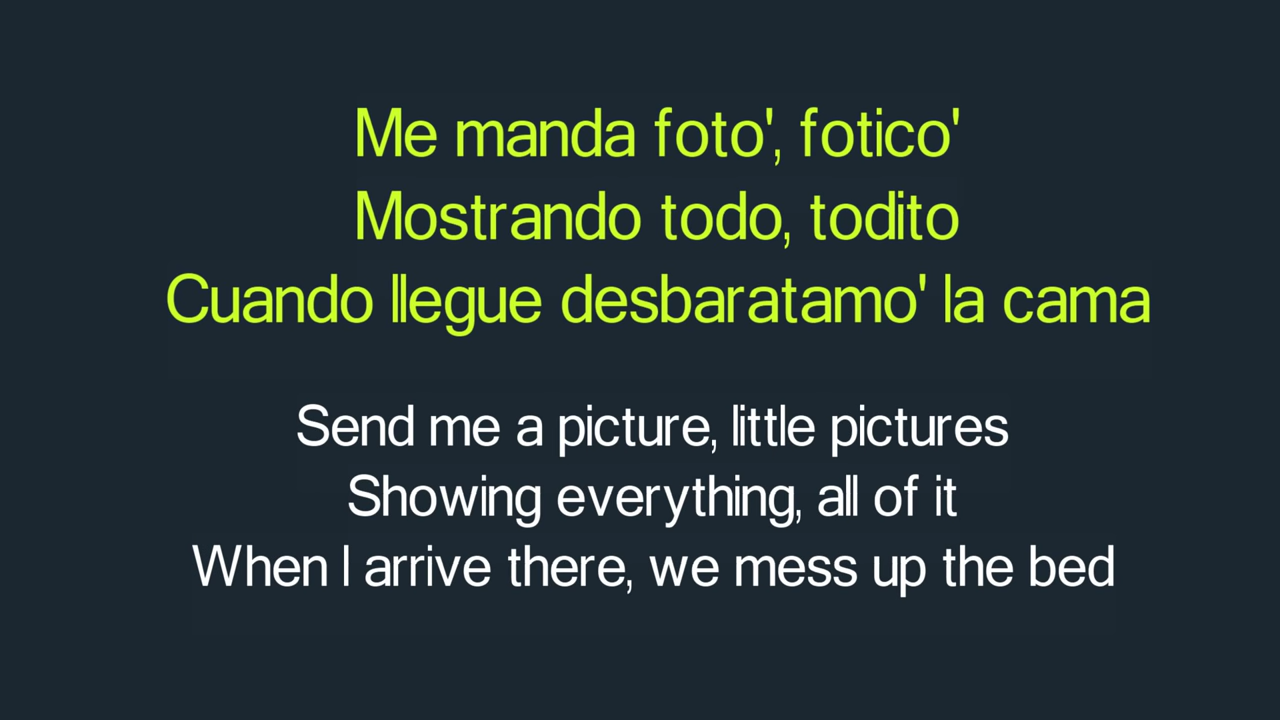 Me manda foto', fotico'
Mostrando todo, todito
Cuando llegue desbaratamo' la cama
Send me a picture, little pictures
Showing everything, all of it
When I arrive there, we mess up the bed